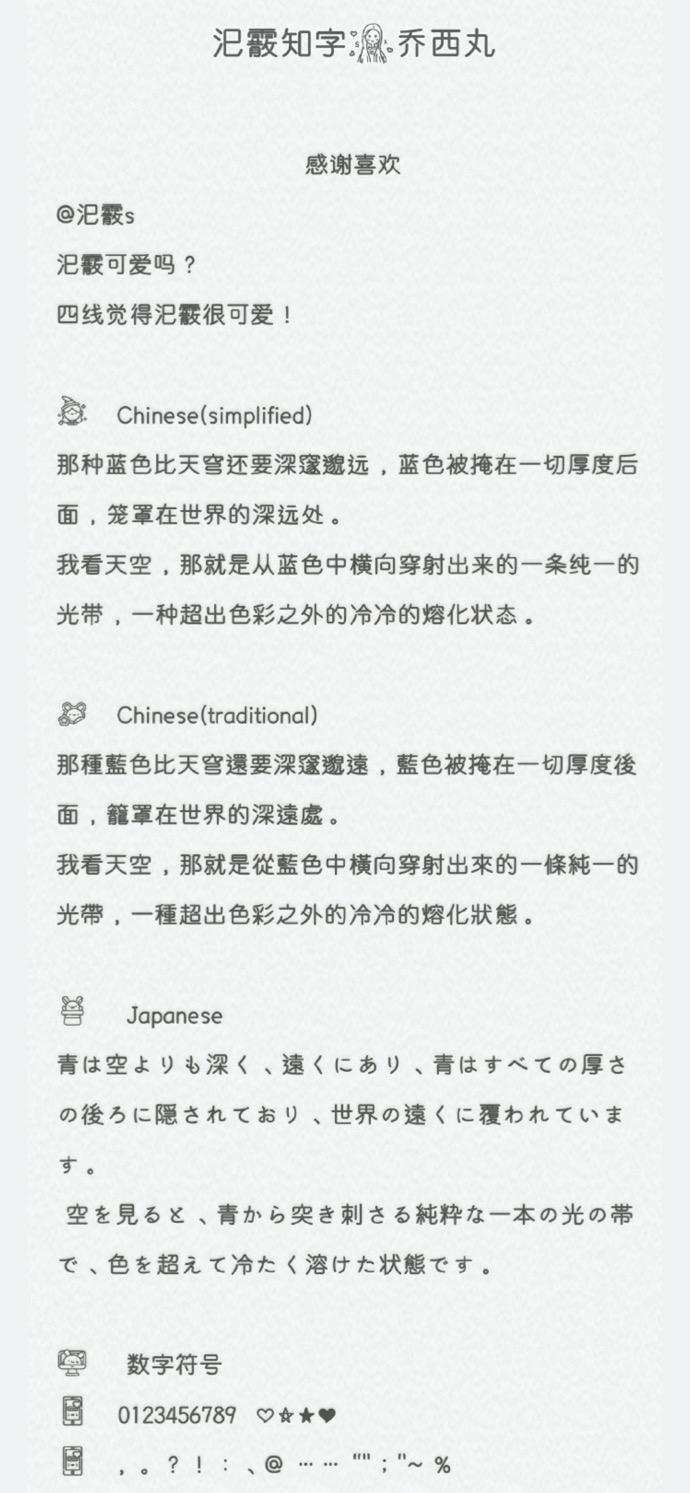 汜霰知字乔西丸
感谢喜欢
@汜霰s
汜霰可爱吗?
四线觉得汜霰很可爱!
Chinese(simplified)
那种蓝色比天穹还要深窿邈远,蓝色被掩在一切厚度后
面,笼罩在世界的深远处。
我看天空,那就是从蓝色中横向穿射出来的一条纯一的
光带,一种超出色彩之外的冷冷的熔化状态。
Chinese(traditional)
那種藍色比天穹還要深窿邈遠,藍色被掩在一切厚度後
面,籠罩在世界的深遠處。
我看天空,那就是從藍色中橫向穿射出來的一條純一的
光帶,一種超出色彩之外的冷冷的熔化狀態。
Japanese
青は空よりも深く、遠くにあり、青はすべての厚さ
の後ろに隠されており、世界の遠くに覆われていま
す。
空を見ると、青から突き刺さる純粋な一本の光の帯
で、色を超えて冷たく溶けた状態です。
数字符号
0123456789 ♡☆★♥
,。?!:、@ …… "" ; "~ %